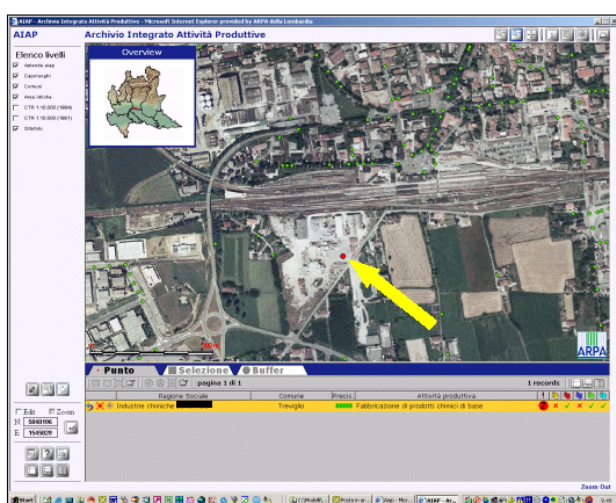 AIAP - Archivio Integrato Attività Produttive - Microsoft Internet Explorer provided by ARPA della Lombardia
AIAP
Archivio Integrato Attività Produttive
Elenco livelli
Aziende aiap
Capoluoghi
Comuni
Aree idriche
CTR 1:10.000 (1994)
CTR 1:10.000 (1981)
Ortofoto
Overview
ARPA
Punto
Selezione
Buffer
pagina 1 di 1
1 records
Ragione Sociale
Comune
Precis.
Attività produttiva
!
Industrie chimiche
Treviglio
Fabbricazione di prodotti chimici di base
?
Edit
Zoom
N
5040196
E
1545029
Zoom Out
Start